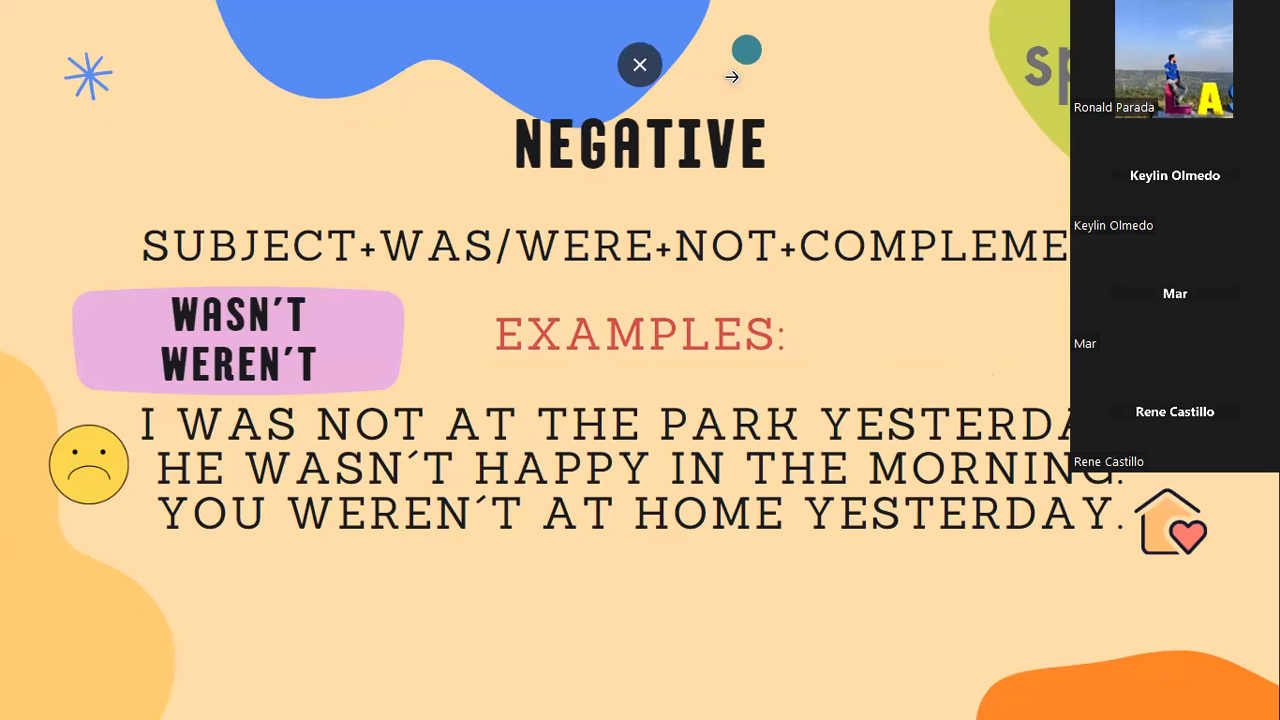 sp
Ronald Parada
NEGATIVE
Keylin Olmedo
Keylin Olmedo
SUBJECT+WAS/WERE+NOT+COMPLEME
Mar
WASN'T
WEREN'T
EXAMPLES:
Mar
Rene Castillo
I WAS NOT AT THE PARK YESTERDA
HE WASN´T HAPPY IN THE MORNING.
Rene Castillo
YOU WEREN´T AT HOME YESTERDAY.
LA